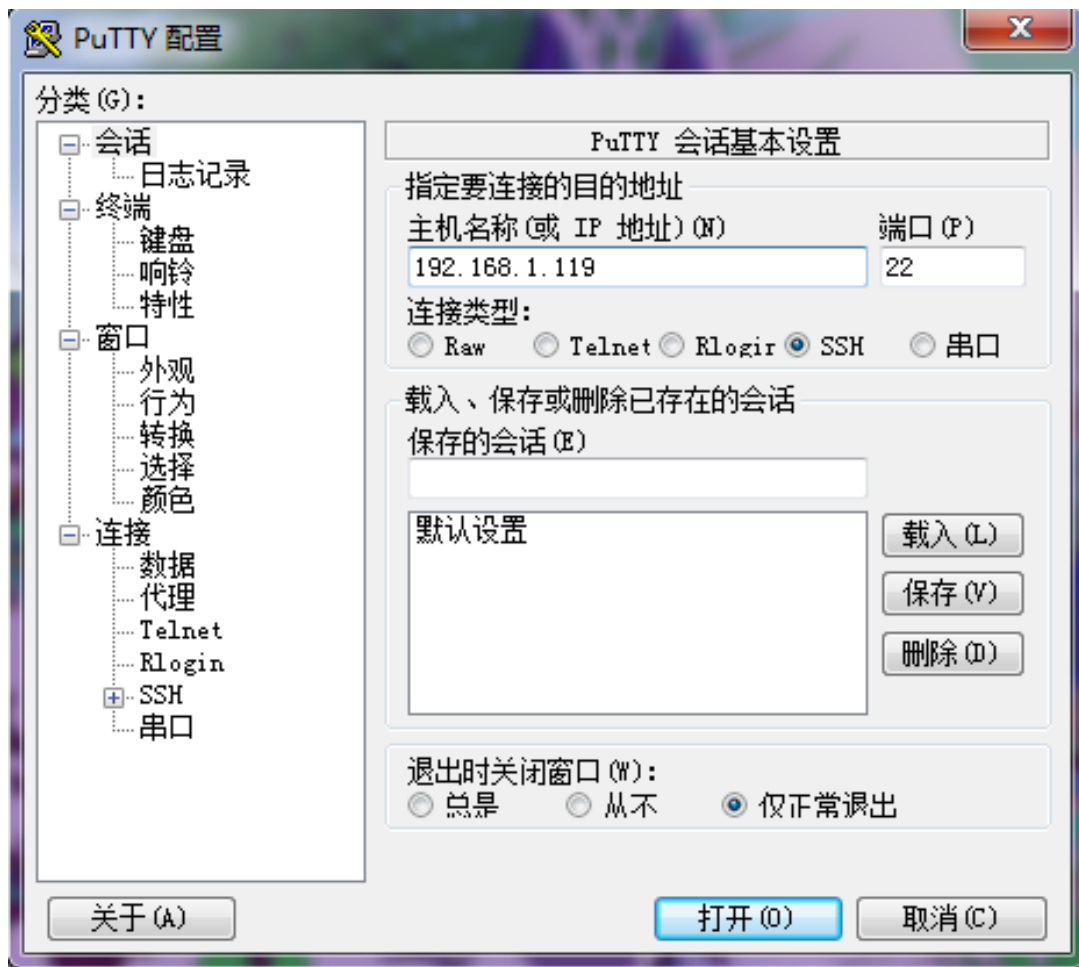 PuTTY 配置
分类(G):
会话
日志记录
终端
键盘
响铃
特性
窗口
外观
行为
转换
选择
颜色
连接
数据
代理
Telnet
Rlogin
SSH
串口
PuTTY 会话基本设置
指定要连接的目的地址
主机名称(或 IP 地址)(N) 端口(P)
192.168.1.119 22
连接类型:
Raw Telnet Rlogir SSH 串口
载入、保存或删除已存在的会话
保存的会话(E)
默认设置
载入(L)
保存(V)
删除(D)
退出时关闭窗口(W):
总是 从不 仅正常退出
关于(A) 打开(O) 取消(C)